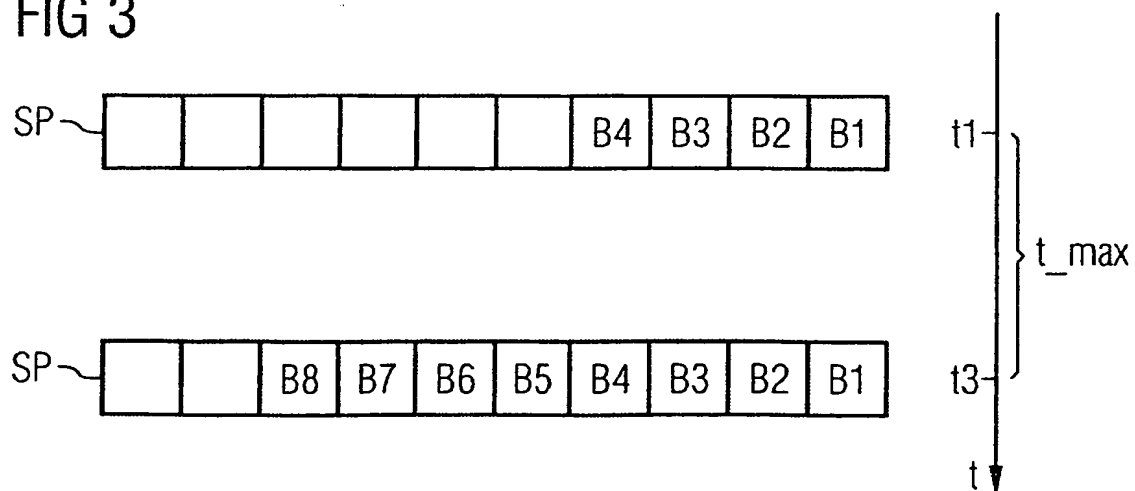 FIG 3
SP B4 B3 B2 B1 t1
t_max
SP B8 B7 B6 B5 B4 B3 B2 B1 t3
t